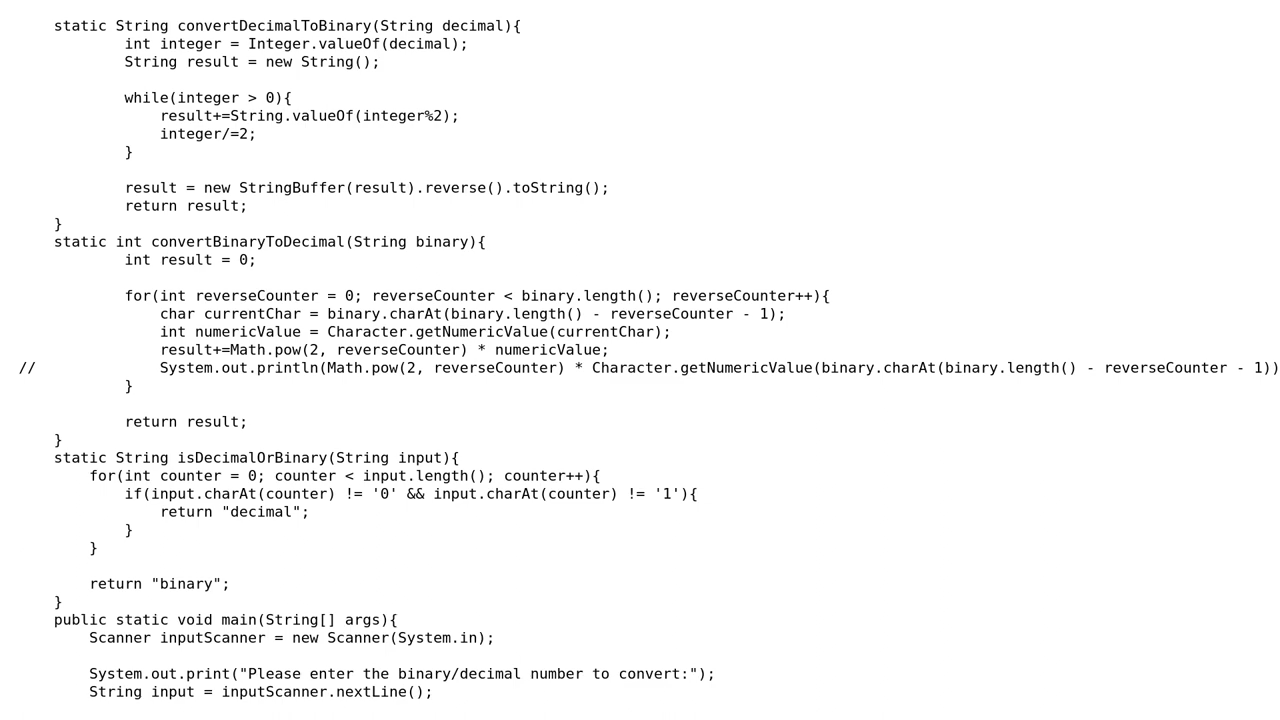 static String convertDecimalToBinary(String decimal){
int integer = Integer.valueOf(decimal);
String result = new String();
while(integer > 0){
result+=String.valueOf(integer%2);
integer/=2;
}
result = new StringBuffer(result).reverse().toString();
return result;
}
static int convertBinaryToDecimal(String binary){
int result = 0;
for(int reverseCounter = 0; reverseCounter < binary.length(); reverseCounter++){
char currentChar = binary.charAt(binary.length() - reverseCounter - 1);
int numericValue = Character.getNumericValue(currentChar);
result+=Math.pow(2, reverseCounter) * numericValue;
// System.out.println(Math.pow(2, reverseCounter) * Character.getNumericValue(binary.charAt(binary.length() - reverseCounter - 1))
}
return result;
}
static String isDecimalOrBinary(String input){
for(int counter = 0; counter < input.length(); counter++){
if(input.charAt(counter) != '0' && input.charAt(counter) != '1'){
return "decimal";
}
}
return "binary";
}
public static void main(String[] args){
Scanner inputScanner = new Scanner(System.in);
System.out.print("Please enter the binary/decimal number to convert:");
String input = inputScanner.nextLine();